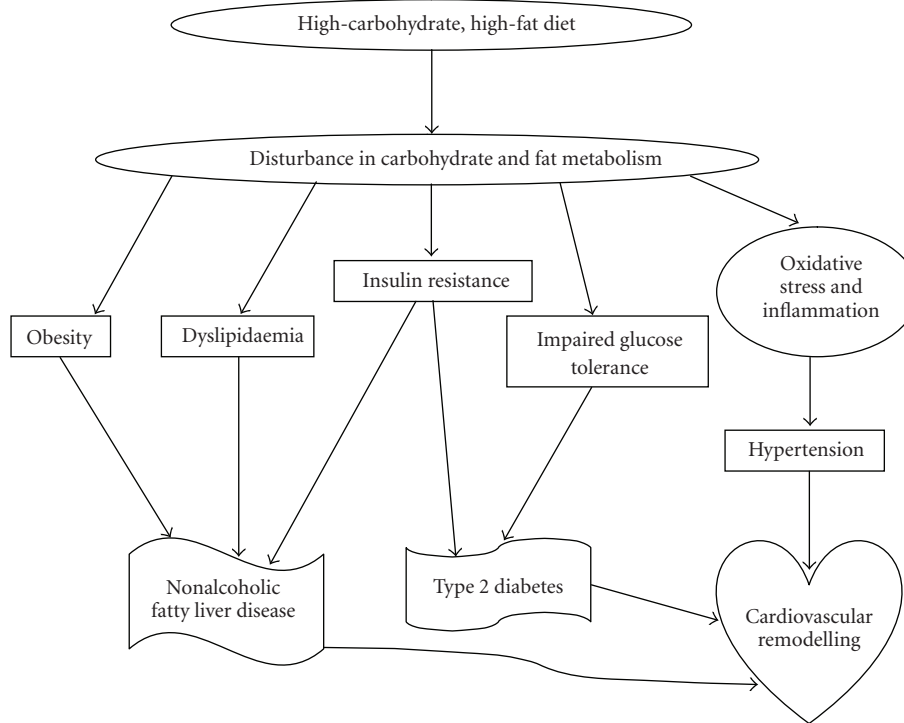 High-carbohydrate, high-fat diet
Disturbance in carbohydrate and fat metabolism
Obesity
Dyslipidaemia
Insulin resistance
Impaired glucose
tolerance
Oxidative
stress and
inflammation
Hypertension
Nonalcoholic
fatty liver disease
Type 2 diabetes
Cardiovascular
remodelling